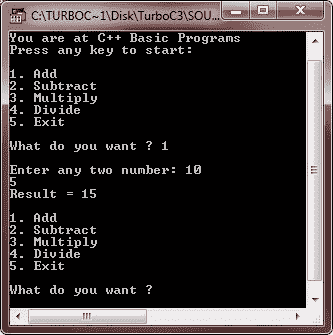 C:\TURBOC~1\Disk\TurboC3\SOU...
You are at C++ Basic Programs
Press any key to start:
1. Add
2. Subtract
3. Multiply
4. Divide
5. Exit
What do you want ? 1
Enter any two number: 10
5
Result = 15
1. Add
2. Subtract
3. Multiply
4. Divide
5. Exit
What do you want ?